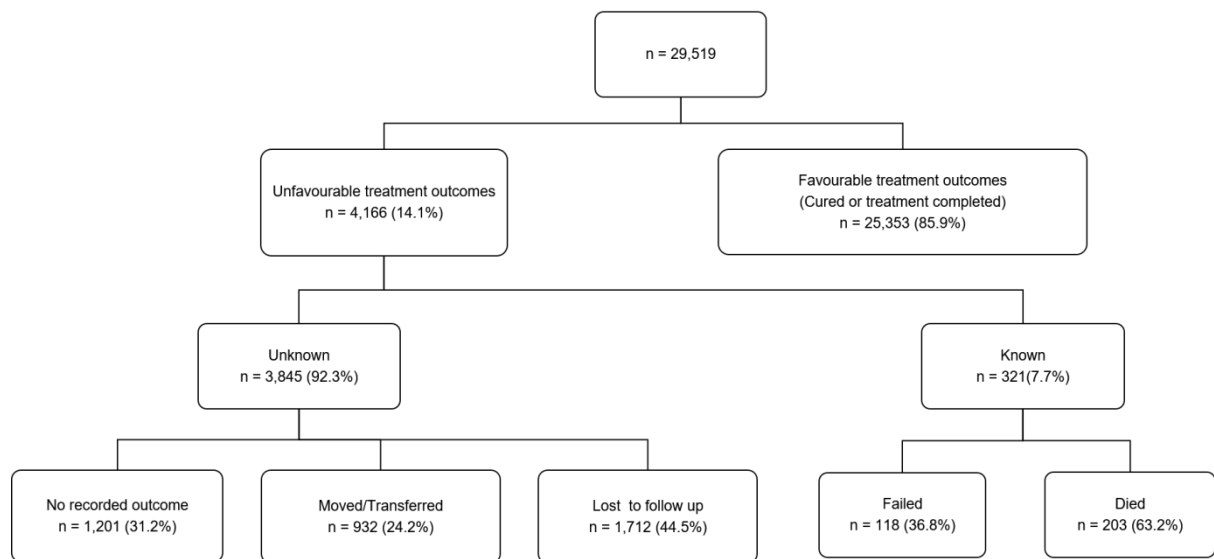 n = 29,519
Unfavourable treatment outcomes
n = 4,166 (14.1%)
Favourable treatment outcomes
(Cured or treatment completed)
n = 25,353 (85.9%)
Unknown
n = 3,845 (92.3%)
Known
n = 321(7.7%)
No recorded outcome
n = 1,201 (31.2%)
Moved/Transferred
n = 932 (24.2%)
Lost  to follow up
n = 1,712 (44.5%)
Failed
n = 118 (36.8%)
Died
n = 203 (63.2%)